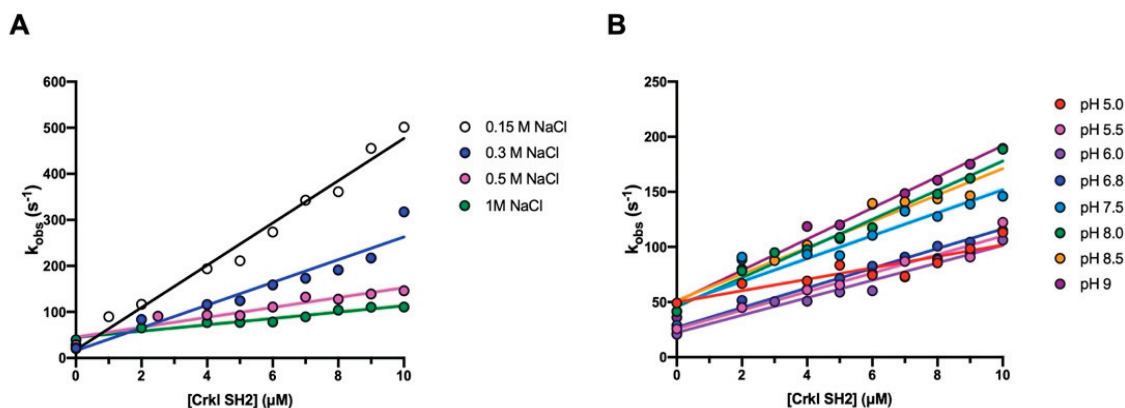 A
600
500
400
300
200
100
0
k_obs (s⁻¹)
0 2 4 6 8 10
[CrkI SH2] (µM)
0.15 M NaCl
0.3 M NaCl
0.5 M NaCl
1M NaCl
B
250
200
150
100
50
0
k_obs (s⁻¹)
0 2 4 6 8 10
[CrkI SH2] (µM)
pH 5.0
pH 5.5
pH 6.0
pH 6.8
pH 7.5
pH 8.0
pH 8.5
pH 9